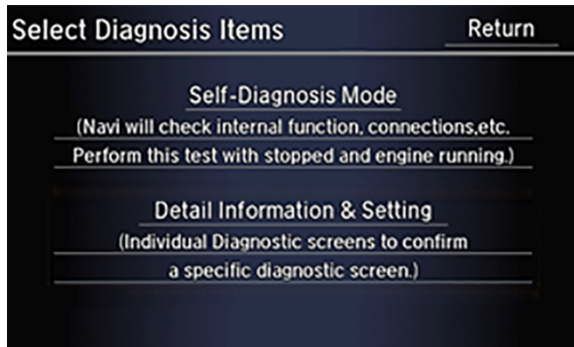 Select Diagnosis Items
Return
Self-Diagnosis Mode
(Navi will check internal function, connections,etc.
Perform this test with stopped and engine running.)
Detail Information & Setting
(Individual Diagnostic screens to confirm
a specific diagnostic screen.)